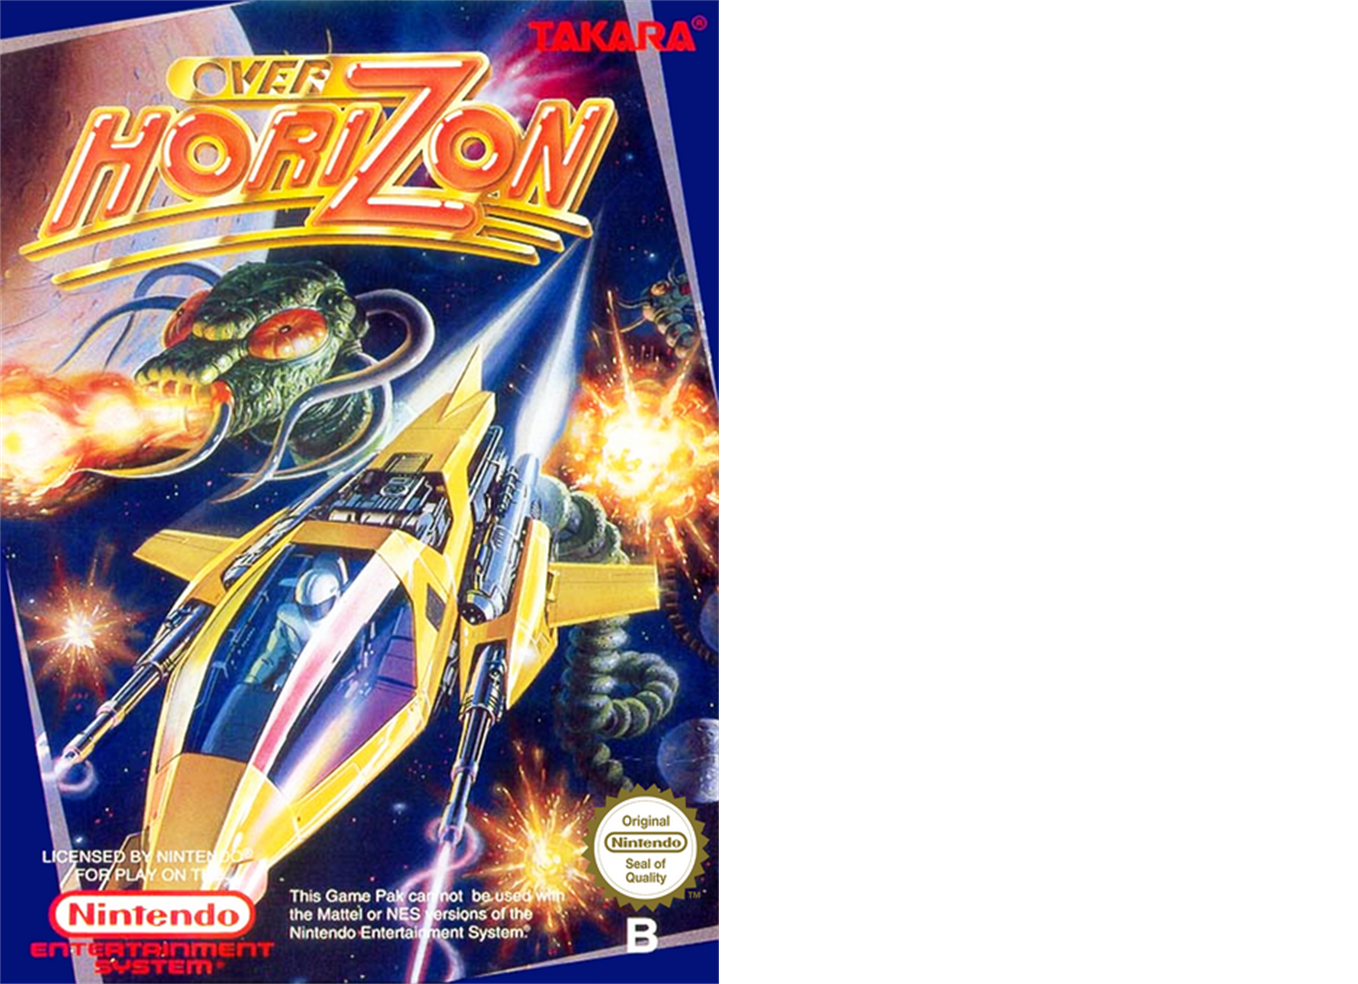 TAKARA®
OVER
HORIZON
LICENSED BY NINTENDO®
FOR PLAY ON THE
Nintendo
ENTERTAINMENT
SYSTEM®
This Game Pak cannot be used with
the Mattel or NES versions of the
Nintendo Entertainment System.®
Original
Nintendo
Seal of
Quality
TM
B